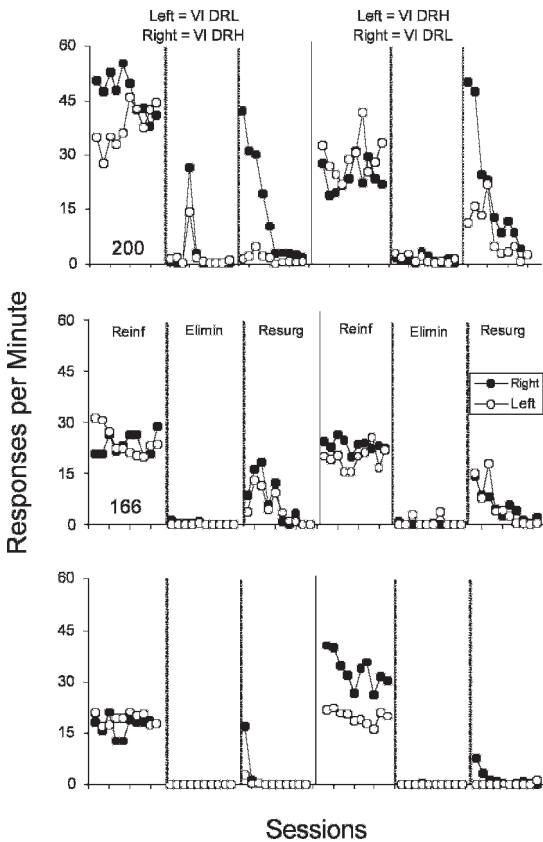 Left = VI DRL
Right = VI DRH
Left = VI DRH
Right = VI DRL
60
45
30
15
0
200
Responses per Minute
60
45
30
15
0
Reinf Elimin Resurg Reinf Elimin Resurg
Right
Left
166
60
45
30
15
0
Sessions